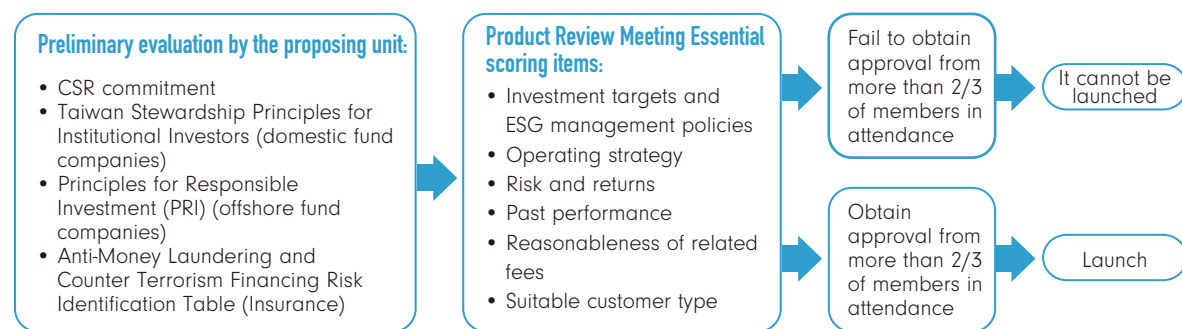 Preliminary evaluation by the proposing unit:
• CSR commitment
• Taiwan Stewardship Principles for
Institutional Investors (domestic fund
companies)
• Principles for Responsible
Investment (PRI) (offshore fund
companies)
• Anti-Money Laundering and
Counter Terrorism Financing Risk
Identification Table (Insurance)
Product Review Meeting Essential
scoring items:
• Investment targets and
ESG management policies
• Operating strategy
• Risk and returns
• Past performance
• Reasonableness of related
fees
• Suitable customer type
Fail to obtain
approval from
more than 2/3
of members in
attendance
It cannot be
launched
Obtain
approval from
more than 2/3
of members in
attendance
Launch